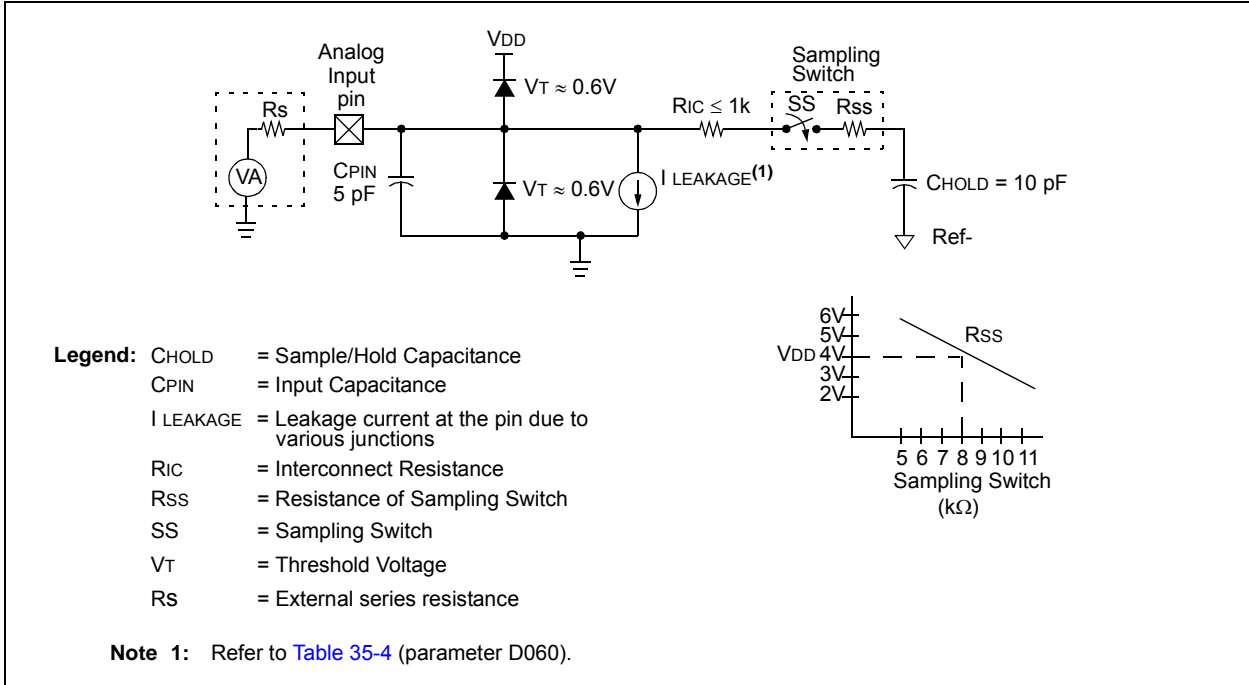 VDD
Analog
Input
pin
Sampling
Switch
VT ≈ 0.6V
Rs
RIC ≤ 1k
SS
Rss
VA
CPIN
5 pF
VT ≈ 0.6V
I LEAKAGE(1)
CHOLD = 10 pF
Ref-
6V
5V
VDD 4V
3V
2V
RSS
5 6 7 8 9 10 11
Sampling Switch
(kΩ)
Legend: CHOLD = Sample/Hold Capacitance
CPIN = Input Capacitance
I LEAKAGE = Leakage current at the pin due to
various junctions
RIC = Interconnect Resistance
RSS = Resistance of Sampling Switch
SS = Sampling Switch
VT = Threshold Voltage
Rs = External series resistance
Note 1: Refer to Table 35-4 (parameter D060).